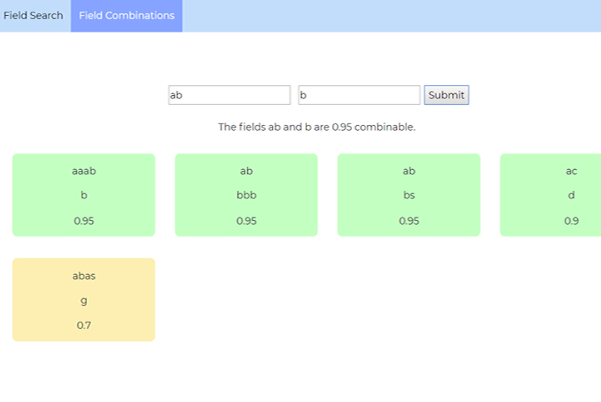 Field Search Field Combinations
ab b Submit
The fields ab and b are 0.95 combinable.
aaab ab ab ac
b bbb bs d
0.95 0.95 0.95 0.9
abas
g
0.7